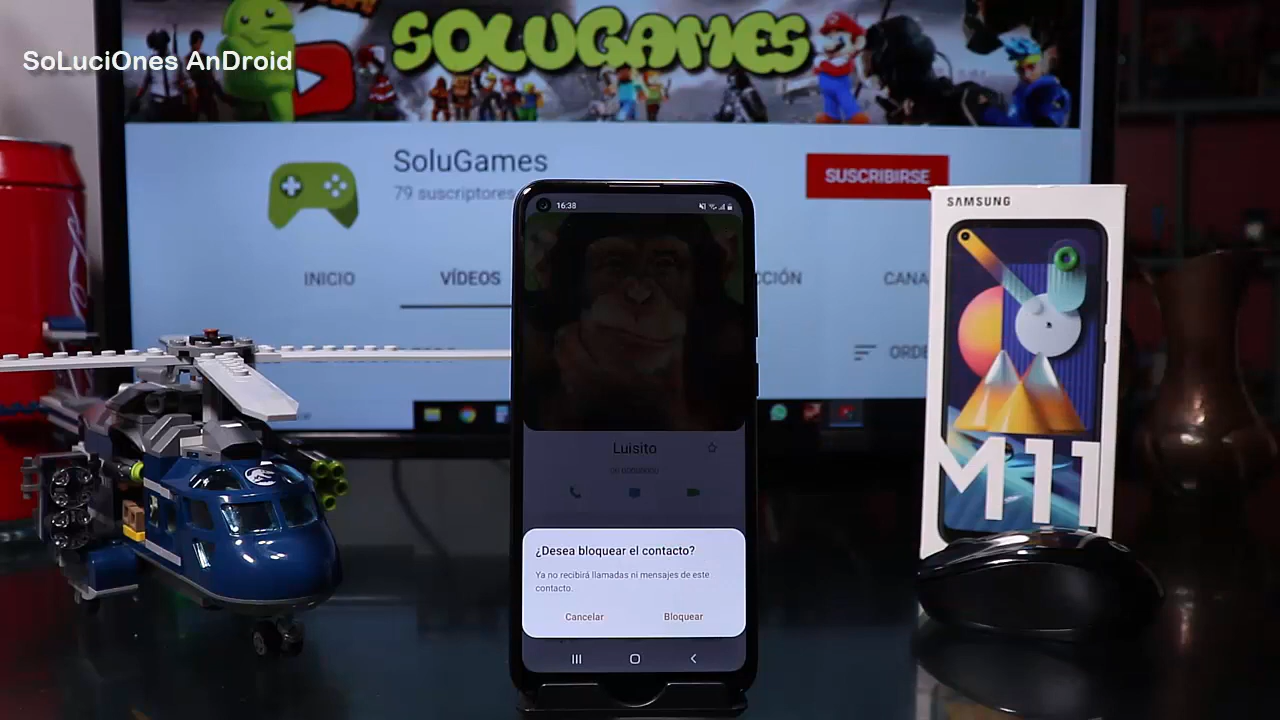 SoLuciOnes AnDroid
SOLUGAMES
SoluGames
79 suscriptores
SUSCRIBIRSE
INICIO
VÍDEOS
CCIÓN
CANA
ORDE
16:38
Luisito
¿Desea bloquear el contacto?
Ya no recibirá llamadas ni mensajes de este
contacto.
Cancelar
Bloquear
SAMSUNG
M11